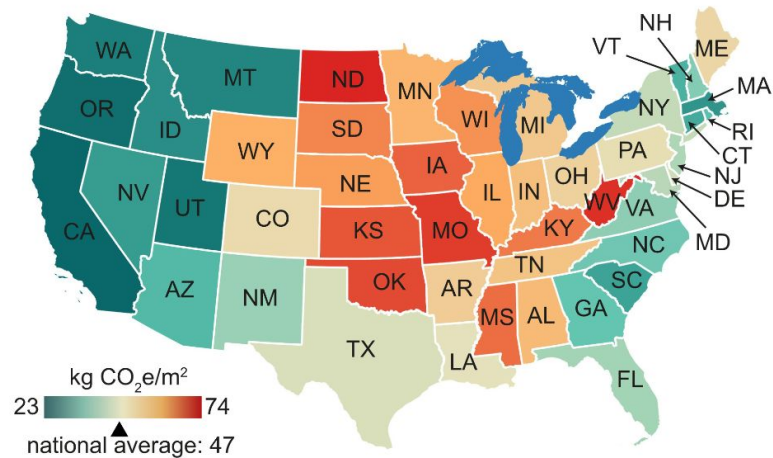 NH
ME
VT
WA
MT
ND
MN
MA
OR
ID
SD
WI
MI
NY
RI
WY
IA
PA
CT
NV
UT
NE
IL
IN
OH
NJ
CA
CO
KS
MO
WV
VA
DE
KY
MD
AZ
NM
OK
AR
TN
NC
SC
TX
MS
AL
GA
LA
FL
kg CO₂e/m²
23 74
national average: 47